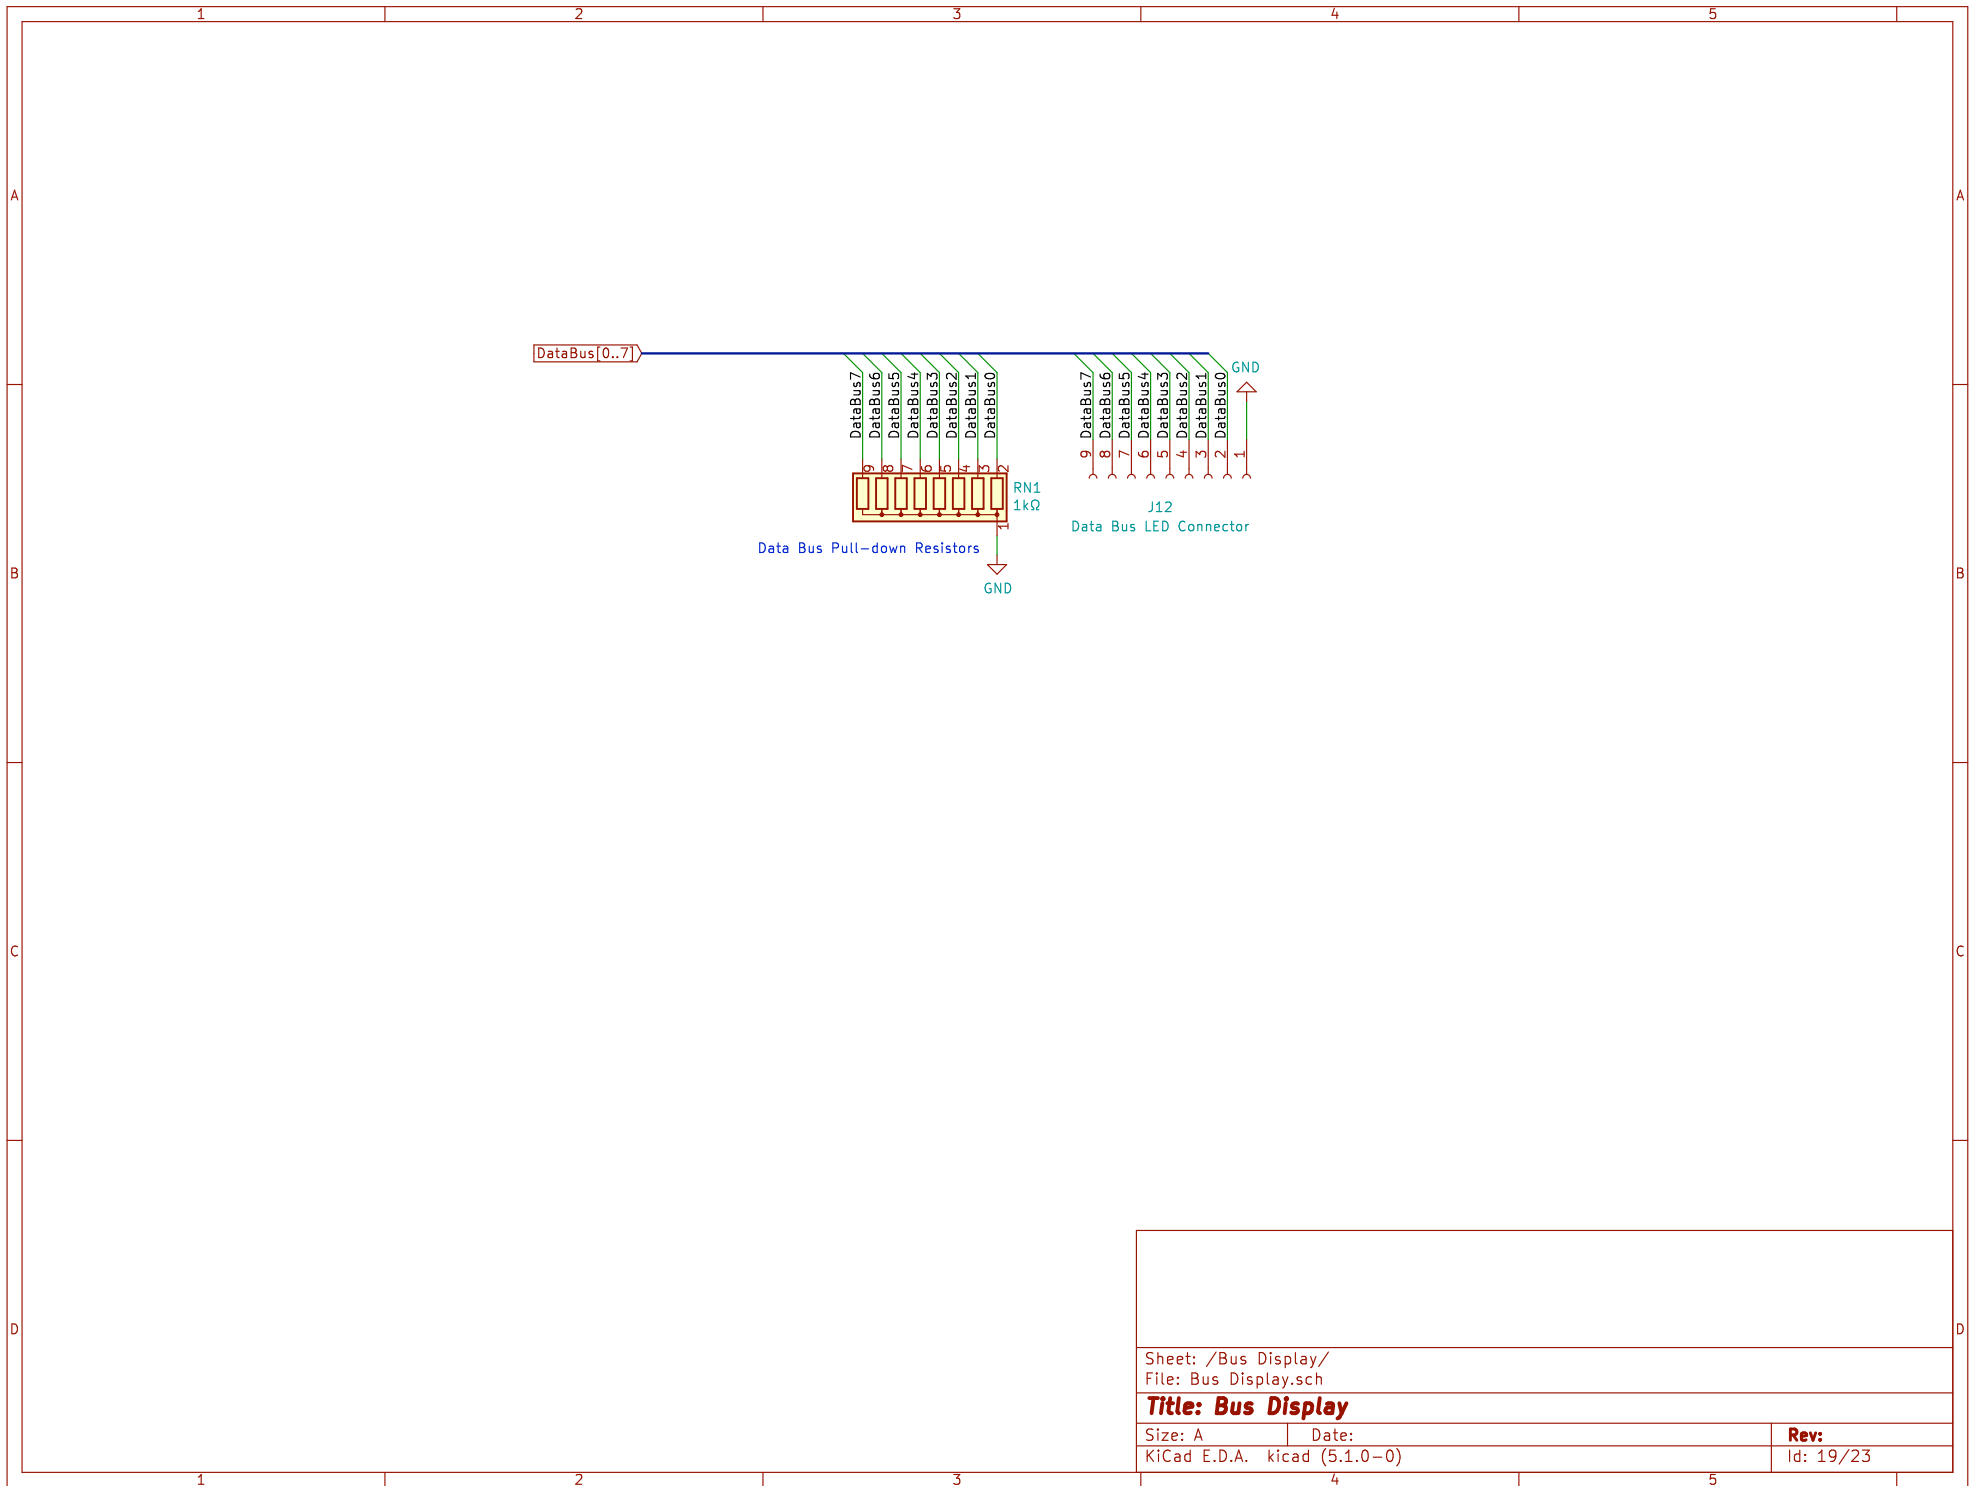 1 2 3 4 5
A A
DataBus[0..7]
GND
DataBus7
DataBus6
DataBus5
DataBus4
DataBus3
DataBus2
DataBus1
DataBus0
DataBus7
DataBus6
DataBus5
DataBus4
DataBus3
DataBus2
DataBus1
DataBus0
9 8 7 6 5 4 3 2 1
9 8 7 6 5 4 3 2
RN1
1kΩ
J12
Data Bus LED Connector
1
Data Bus Pull-down Resistors
GND
B B
C C
D D
Sheet: /Bus Display/
File: Bus Display.sch
Title: Bus Display
Size: A Date: Rev:
KiCad E.D.A. kicad (5.1.0-0) Id: 19/23
1 2 3 4 5